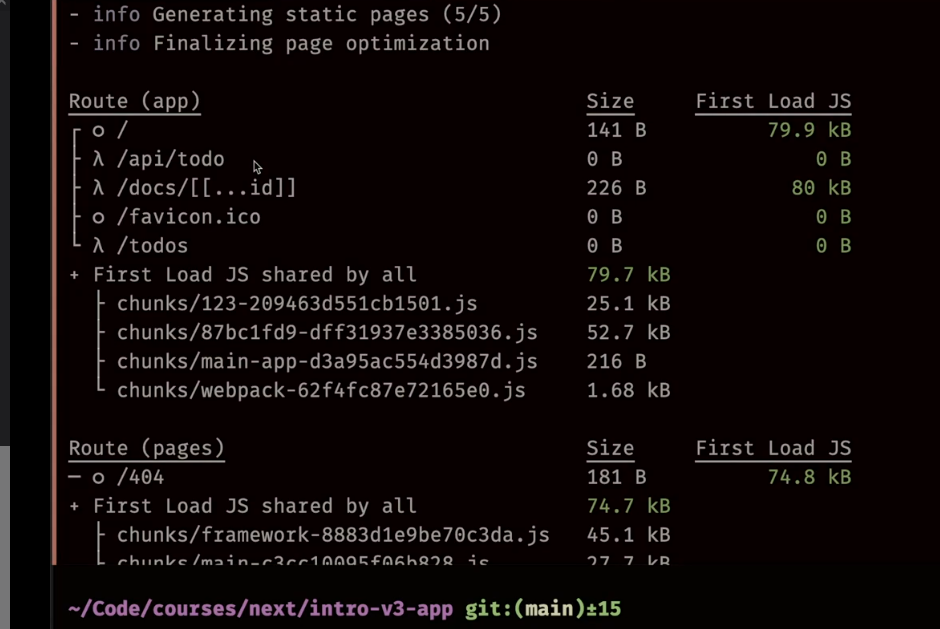 - info Generating static pages (5/5)
- info Finalizing page optimization
Route (app) Size First Load JS
┌ ○ / 141 B 79.9 kB
├ λ /api/todo 0 B 0 B
├ λ /docs/[[...id]] 226 B 80 kB
├ ○ /favicon.ico 0 B 0 B
└ λ /todos 0 B 0 B
+ First Load JS shared by all 79.7 kB
├ chunks/123-209463d551cb1501.js 25.1 kB
├ chunks/87bc1fd9-dff31937e3385036.js 52.7 kB
├ chunks/main-app-d3a95ac554d3987d.js 216 B
└ chunks/webpack-62f4fc87e72165e0.js 1.68 kB
Route (pages) Size First Load JS
─ ○ /404 181 B 74.8 kB
+ First Load JS shared by all 74.7 kB
├ chunks/framework-8883d1e9be70c3da.js 45.1 kB
├ chunks/main-c3cc10095f06b828.js 27.7 kB
~/Code/courses/next/intro-v3-app git:(main)±15